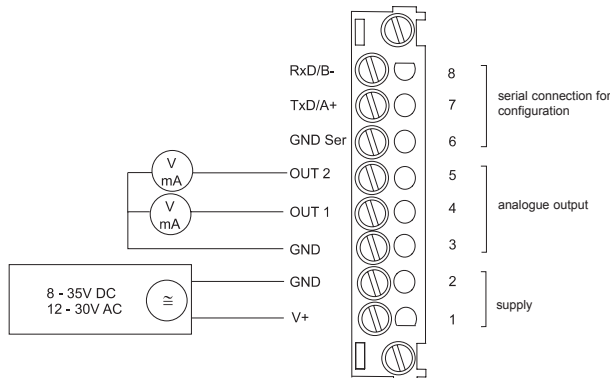 RxD/B- 8
TxD/A+ 7
GND Ser 6
serial connection for
configuration
V
mA
OUT 2 5
V
mA
OUT 1 4
GND 3
analogue output
8 - 35V DC
12 - 30V AC
≅
GND 2
V+ 1
supply